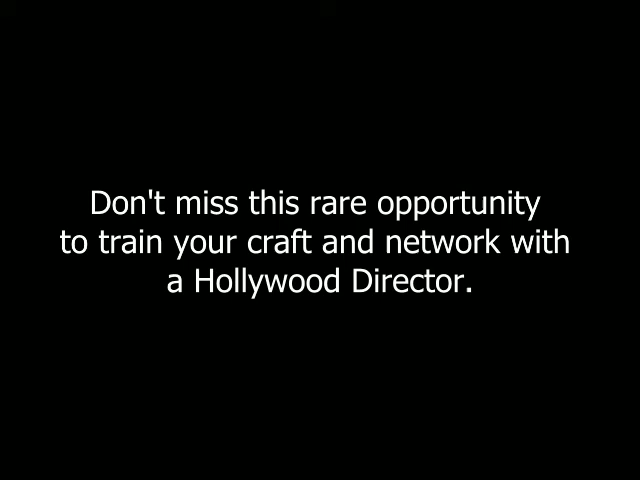 Don't miss this rare opportunity
to train your craft and network with
a Hollywood Director.